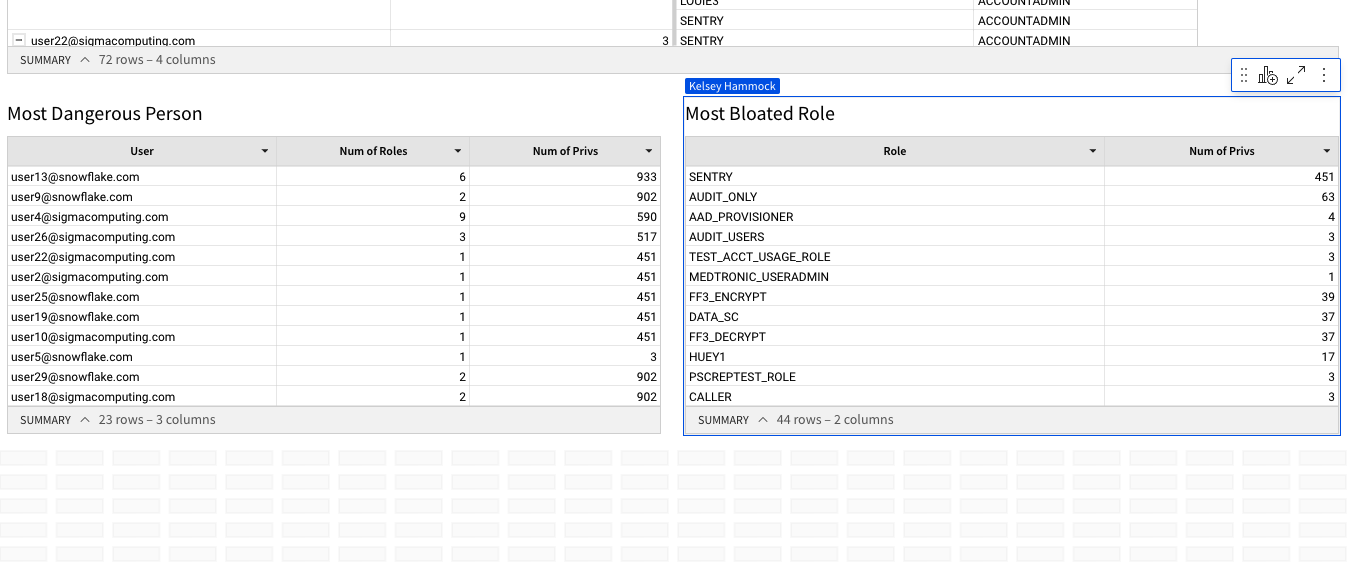 LOUIE3 ACCOUNTADMIN
SENTRY ACCOUNTADMIN
user22@sigmacomputing.com 3 SENTRY ACCOUNTADMIN
SUMMARY 72 rows – 4 columns
Kelsey Hammock
Most Dangerous Person
User Num of Roles Num of Privs
user13@snowflake.com 6 933
user9@snowflake.com 2 902
user4@sigmacomputing.com 9 590
user26@sigmacomputing.com 3 517
user22@sigmacomputing.com 1 451
user2@sigmacomputing.com 1 451
user25@snowflake.com 1 451
user19@snowflake.com 1 451
user10@sigmacomputing.com 1 451
user5@snowflake.com 1 3
user29@snowflake.com 2 902
user18@sigmacomputing.com 2 902
SUMMARY 23 rows – 3 columns
Most Bloated Role
Role Num of Privs
SENTRY 451
AUDIT_ONLY 63
AAD_PROVISIONER 4
AUDIT_USERS 3
TEST_ACCT_USAGE_ROLE 3
MEDTRONIC_USERADMIN 1
FF3_ENCRYPT 39
DATA_SC 37
FF3_DECRYPT 37
HUEY1 17
PSCREPTEST_ROLE 3
CALLER 3
SUMMARY 44 rows – 2 columns